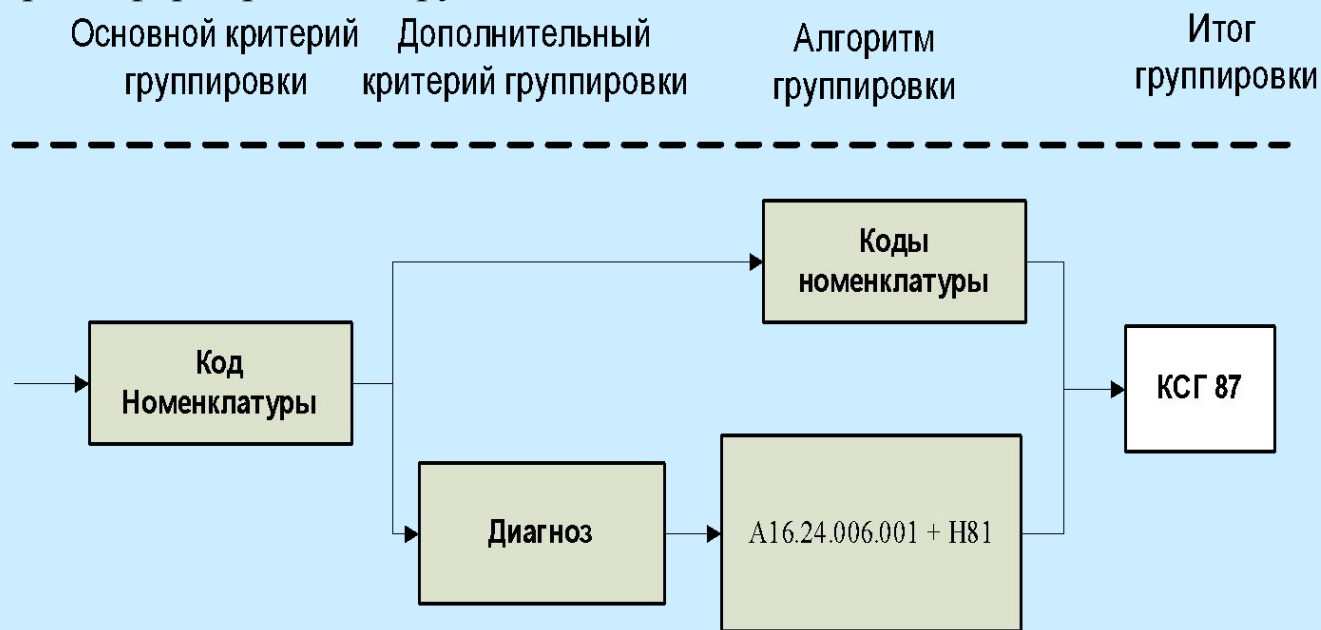 Основной критерий
группировки
Дополнительный
критерий группировки
Алгоритм
группировки
Итог
группировки
Коды
номенклатуры
Код
Номенклатуры
КСГ 87
Диагноз
A16.24.006.001 + H81